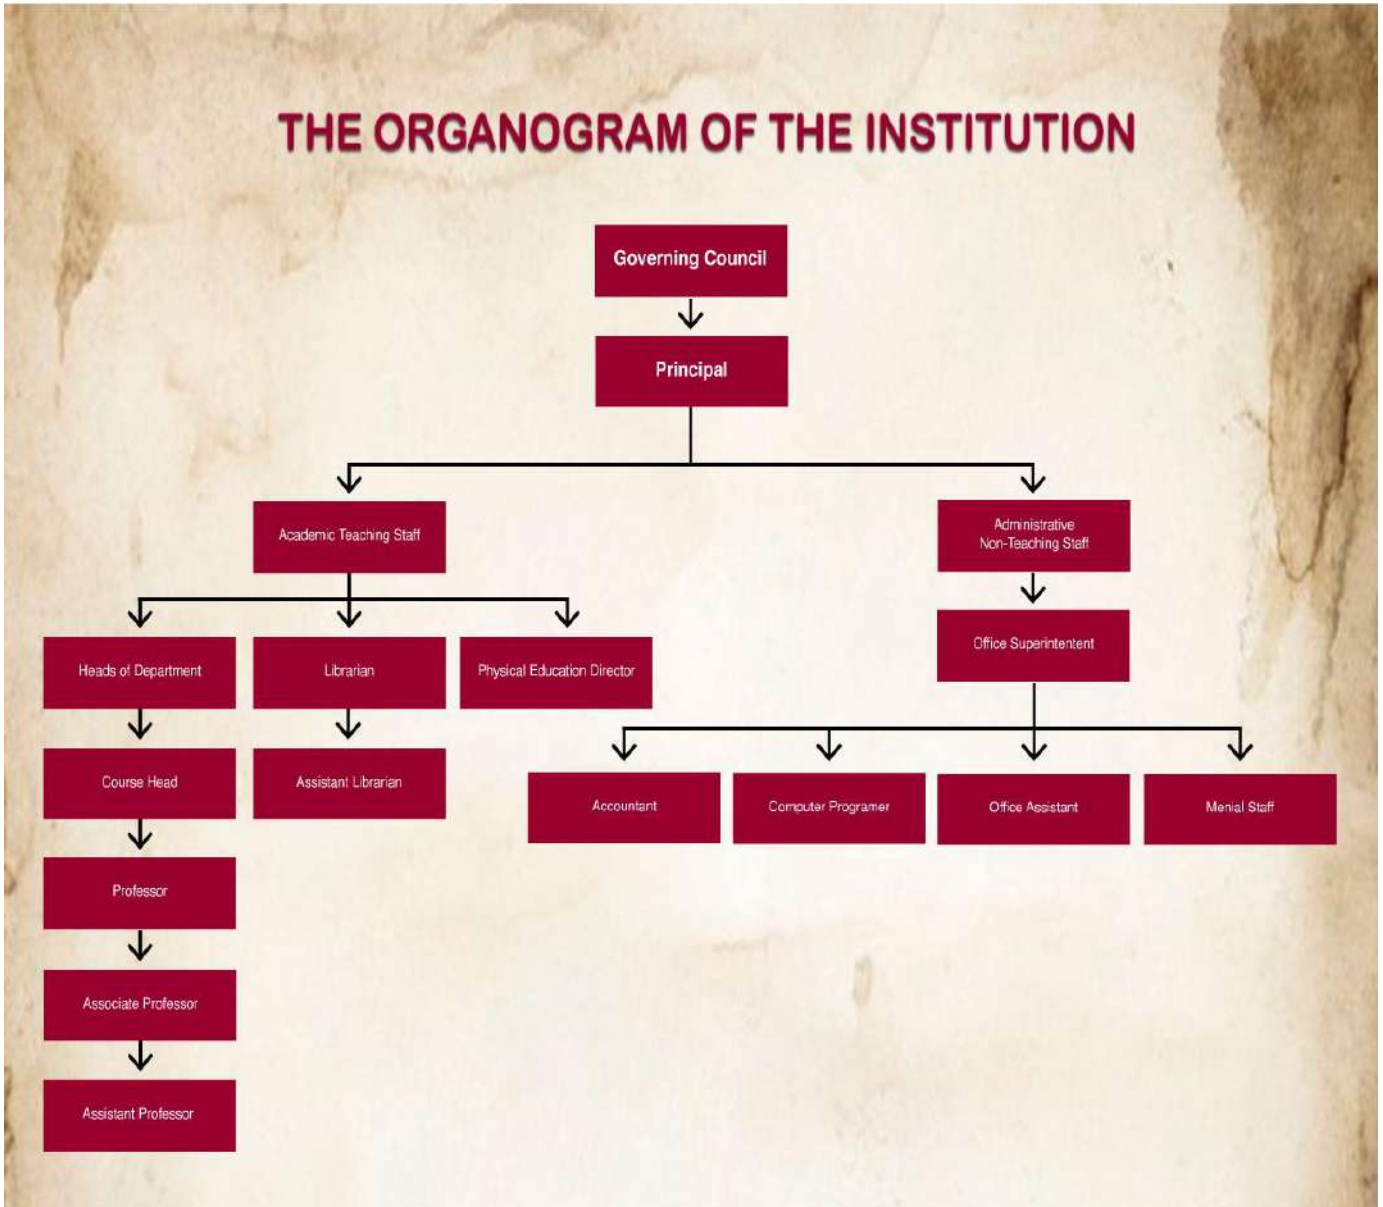 THE ORGANOGRAM OF THE INSTITUTION
Governing Council
Principal
Academic Teaching Staff
Administrative
Non-Teaching Staff
Office Superintentent
Heads of Department
Librarian
Physical Education Director
Course Head
Assistant Librarian
Accountant
Computer Programer
Office Assistant
Menial Staff
Professor
Associate Professor
Assistant Professor